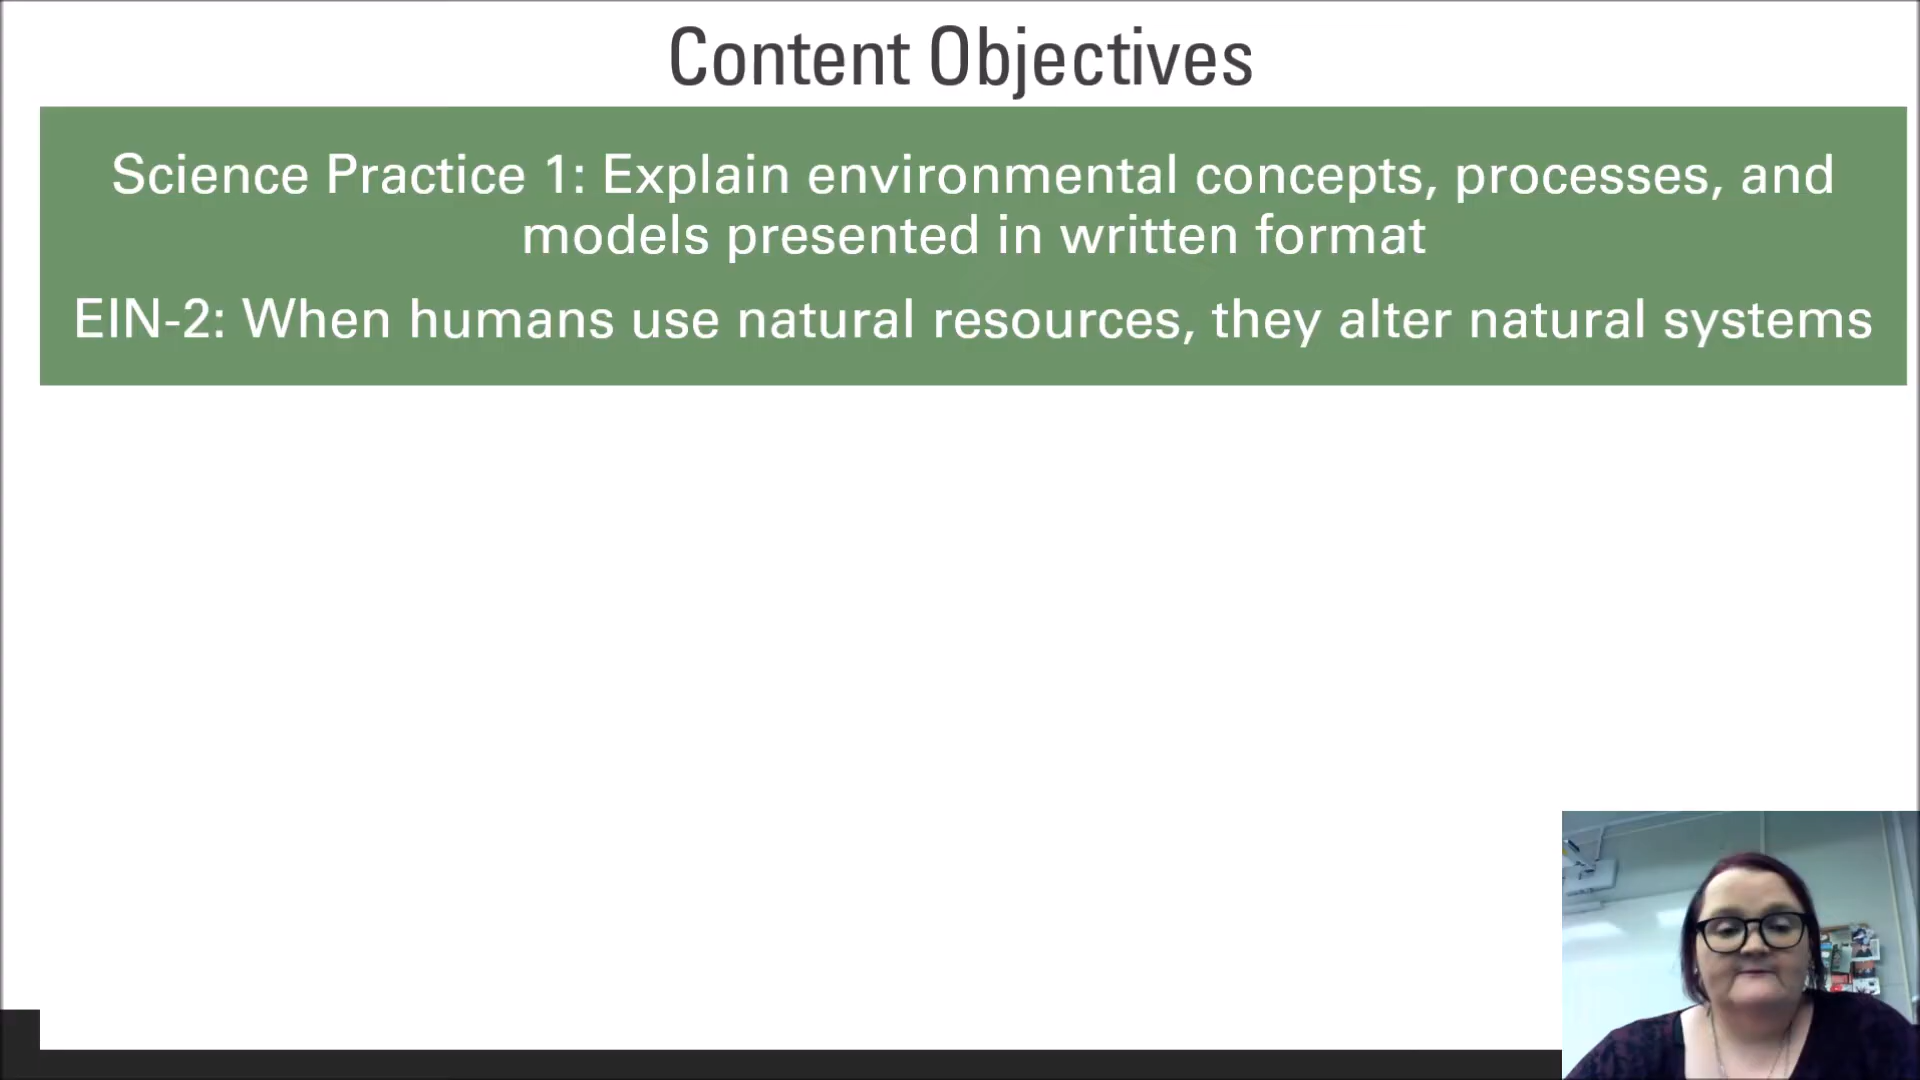 Content Objectives
Science Practice 1: Explain environmental concepts, processes, and
models presented in written format
EIN-2: When humans use natural resources, they alter natural systems